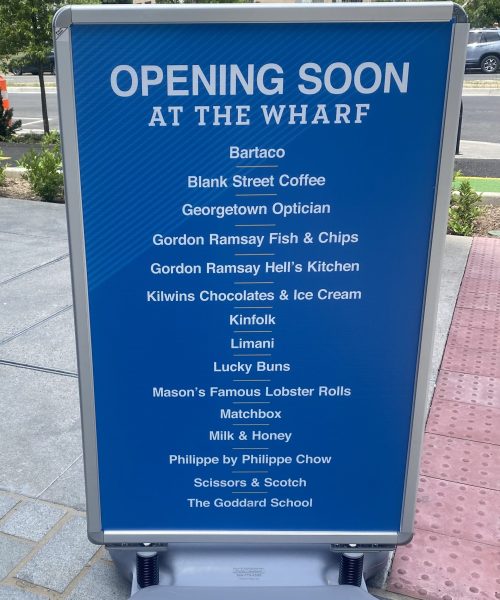 OPENING SOON
AT THE WHARF
Bartaco
Blank Street Coffee
Georgetown Optician
Gordon Ramsay Fish & Chips
Gordon Ramsay Hell's Kitchen
Kilwins Chocolates & Ice Cream
Kinfolk
Limani
Lucky Buns
Mason's Famous Lobster Rolls
Matchbox
Milk & Honey
Philippe by Philippe Chow
Scissors & Scotch
The Goddard School